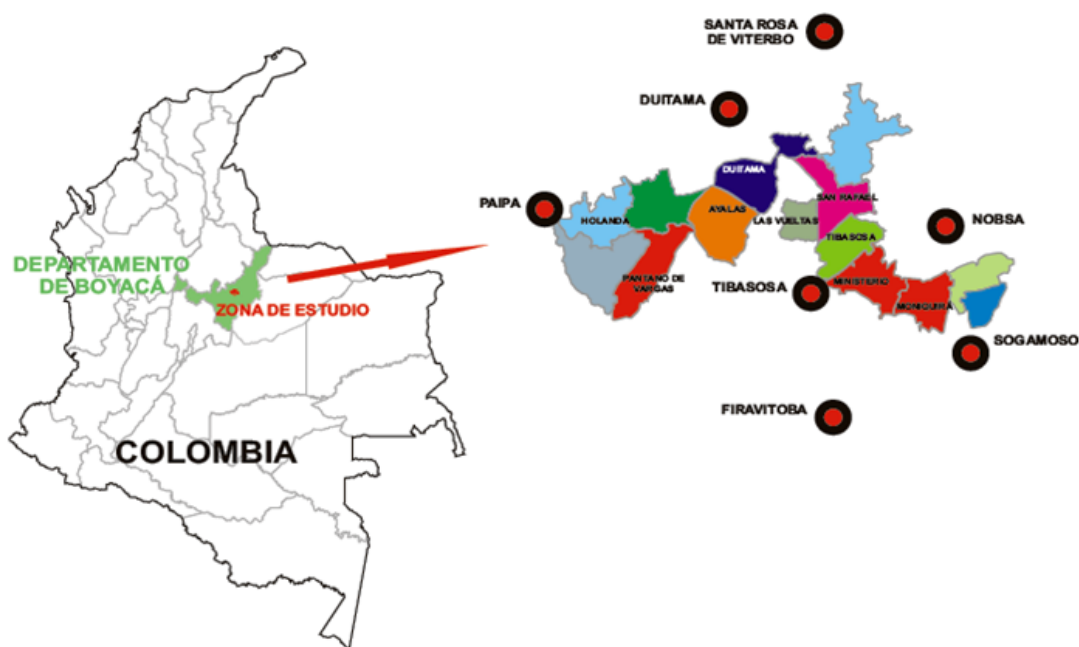 DEPARTAMENTO
DE BOYACÁ
ZONA DE ESTUDIO
COLOMBIA
SANTA ROSA
DE VITERBO
DUITAMA
PAIPA
HOLANDA
AYALAS
DUITAMA
LAS VUELTAS
SAN RAFAEL
TIBASOSA
NOBSA
PANTANO DE
VARGAS
TIBASOSA
MINISTERIO
MONIQUIRÁ
SOGAMOSO
FIRAVITOBA